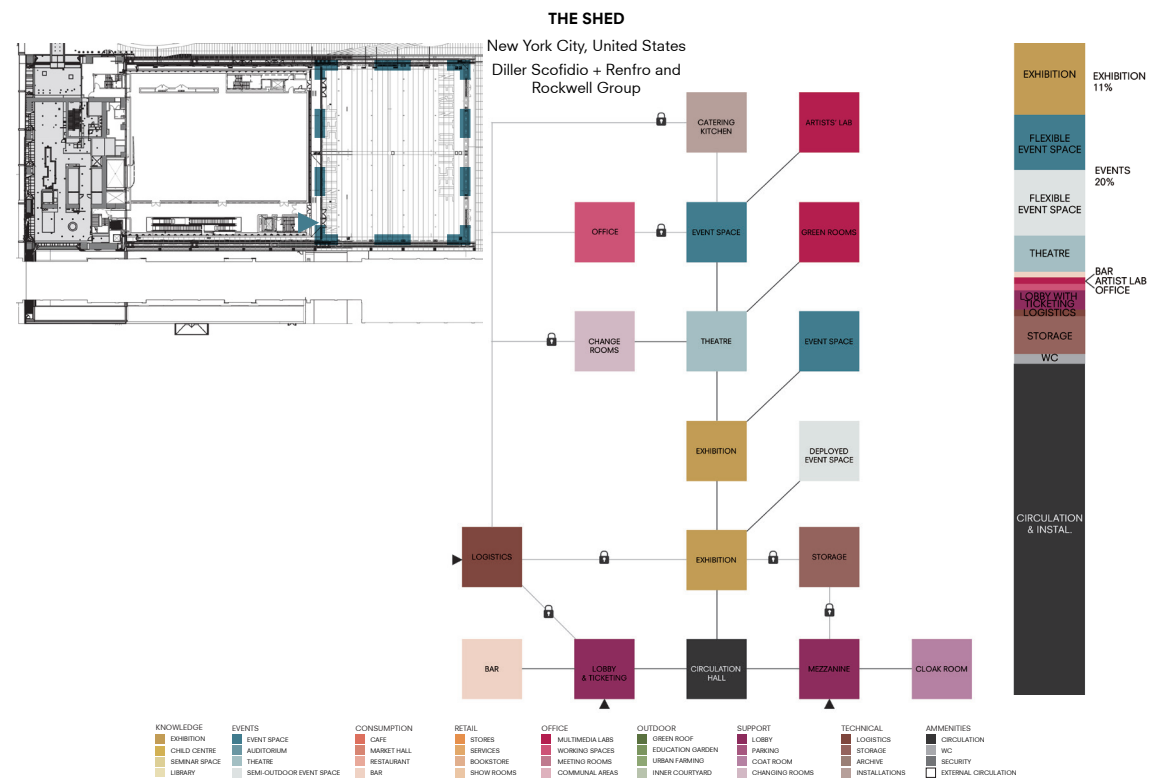 THE SHED
New York City, United States
Diller Scofidio + Renfro and
Rockwell Group
CATERING
KITCHEN
ARTISTS' LAB
OFFICE
EVENT SPACE
GREEN ROOMS
CHANGE
ROOMS
THEATRE
EVENT SPACE
EXHIBITION
DEPLOYED
EVENT SPACE
LOGISTICS
EXHIBITION
STORAGE
BAR
LOBBY
& TICKETING
CIRCULATION
HALL
MEZZANINE
CLOAK ROOM
EXHIBITION
EXHIBITION
11%
FLEXIBLE
EVENT SPACE
EVENTS
20%
FLEXIBLE
EVENT SPACE
THEATRE
BAR
ARTIST LAB
OFFICE
LOBBY WITH
TICKETING
LOGISTICS
STORAGE
WC
CIRCULATION
& INSTAL.
KNOWLEDGE
EXHIBITION
CHILD CENTRE
SEMINAR SPACE
LIBRARY
EVENTS
EVENT SPACE
AUDITORIUM
THEATRE
SEMI-OUTDOOR EVENT SPACE
CONSUMPTION
CAFE
MARKET HALL
RESTAURANT
BAR
RETAIL
STORES
SERVICES
BOOKSTORE
SHOW ROOMS
OFFICE
MULTIMEDIA LABS
WORKING SPACES
MEETING ROOMS
COMMUNAL AREAS
OUTDOOR
GREEN ROOF
EDUCATION GARDEN
URBAN FARMING
INNER COURTYARD
SUPPORT
LOBBY
PARKING
COAT ROOM
CHANGING ROOMS
TECHNICAL
LOGISTICS
STORAGE
ARCHIVE
INSTALLATIONS
AMMENITIES
CIRCULATION
WC
SECURITY
EXTERNAL CIRCULATION